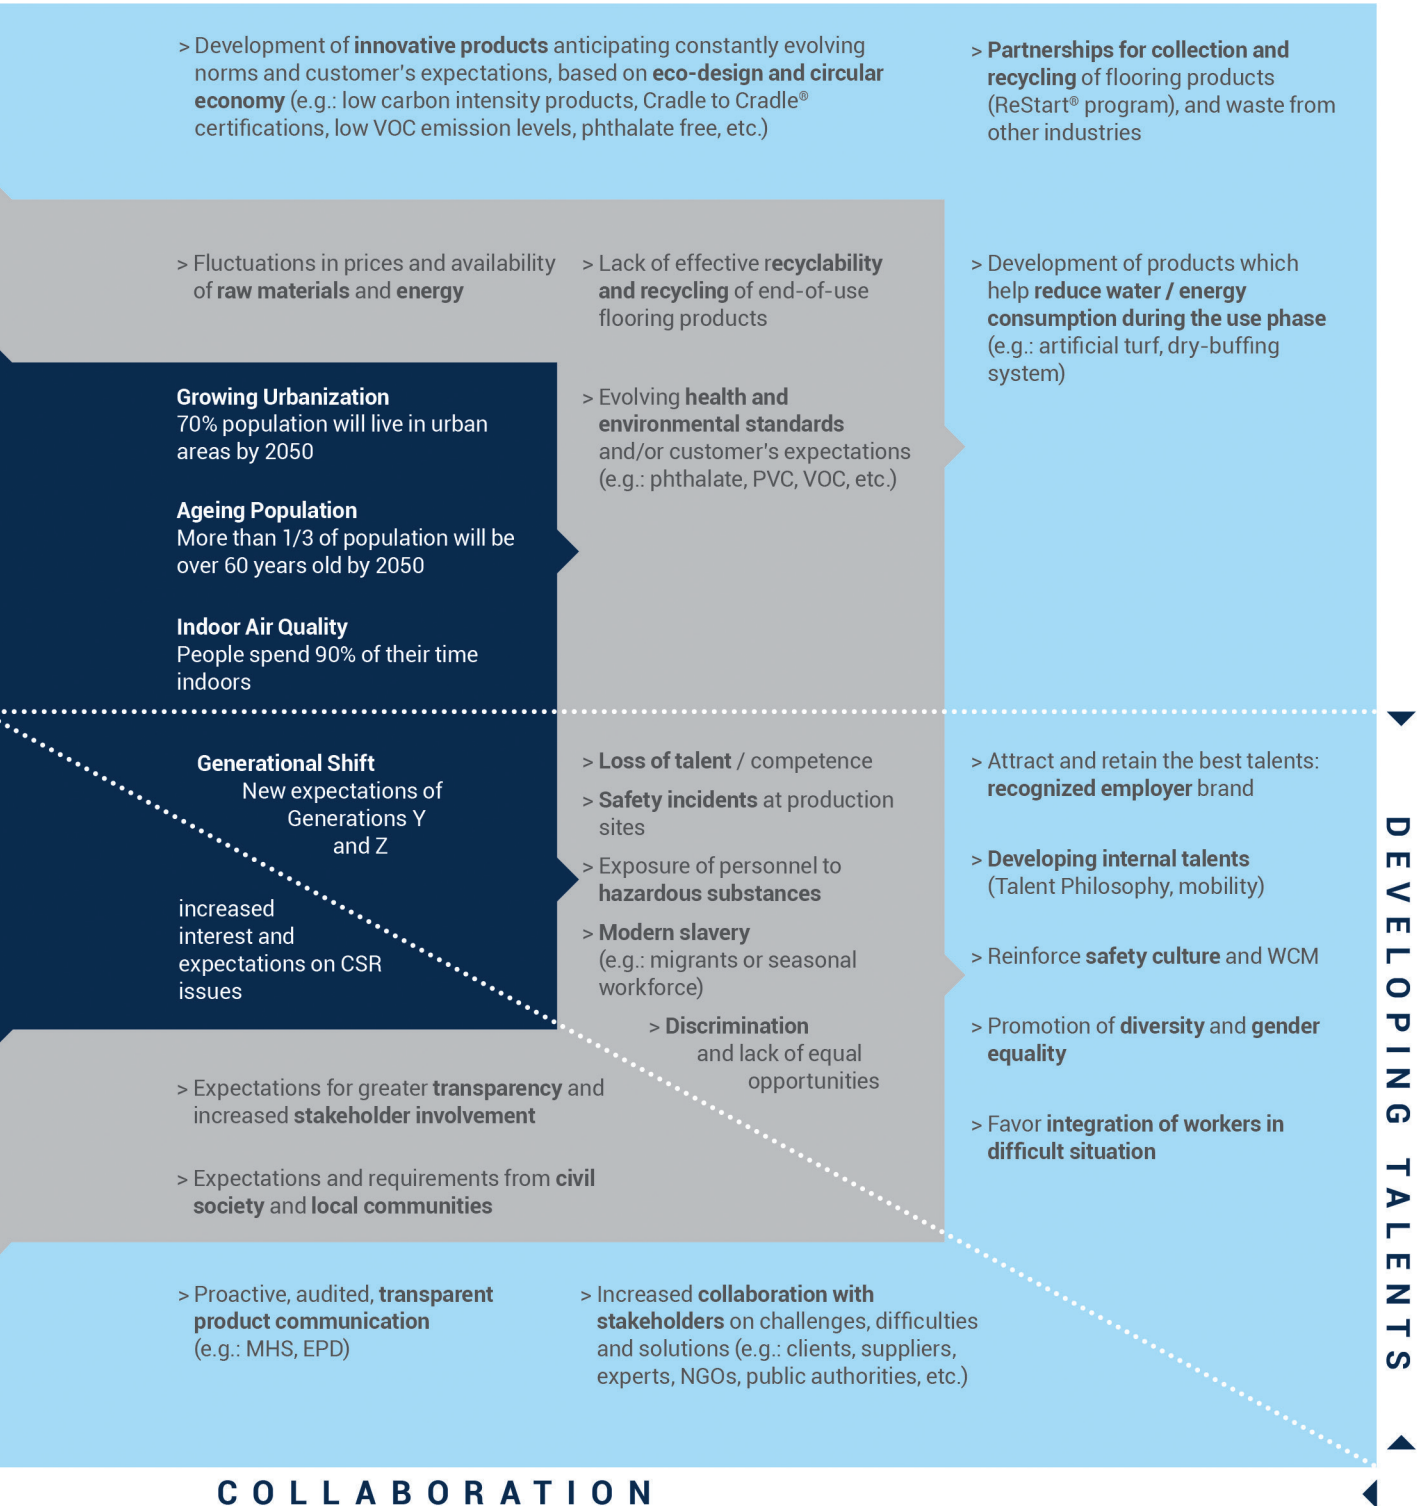 > Development of innovative products anticipating constantly evolving
norms and customer's expectations, based on eco-design and circular
economy (e.g.: low carbon intensity products, Cradle to Cradle®
certifications, low VOC emission levels, phthalate free, etc.)
> Partnerships for collection and
recycling of flooring products
(ReStart® program), and waste from
other industries
> Fluctuations in prices and availability
of raw materials and energy
> Lack of effective recyclability
and recycling of end-of-use
flooring products
> Development of products which
help reduce water / energy
consumption during the use phase
(e.g.: artificial turf, dry-buffing
system)
Growing Urbanization
70% population will live in urban
areas by 2050
> Evolving health and
environmental standards
and/or customer's expectations
(e.g.: phthalate, PVC, VOC, etc.)
Ageing Population
More than 1/3 of population will be
over 60 years old by 2050
Indoor Air Quality
People spend 90% of their time
indoors
Generational Shift
New expectations of
Generations Y
and Z
increased
interest and
expectations on CSR
issues
> Loss of talent / competence
> Safety incidents at production
sites
> Exposure of personnel to
hazardous substances
> Modern slavery
(e.g.: migrants or seasonal
workforce)
> Discrimination
and lack of equal
opportunities
> Attract and retain the best talents:
recognized employer brand
> Developing internal talents
(Talent Philosophy, mobility)
> Reinforce safety culture and WCM
> Promotion of diversity and gender
equality
> Favor integration of workers in
difficult situation
DEVELOPING TALENTS
> Expectations for greater transparency and
increased stakeholder involvement
> Expectations and requirements from civil
society and local communities
> Proactive, audited, transparent
product communication
(e.g.: MHS, EPD)
> Increased collaboration with
stakeholders on challenges, difficulties
and solutions (e.g.: clients, suppliers,
experts, NGOs, public authorities, etc.)
COLLABORATION